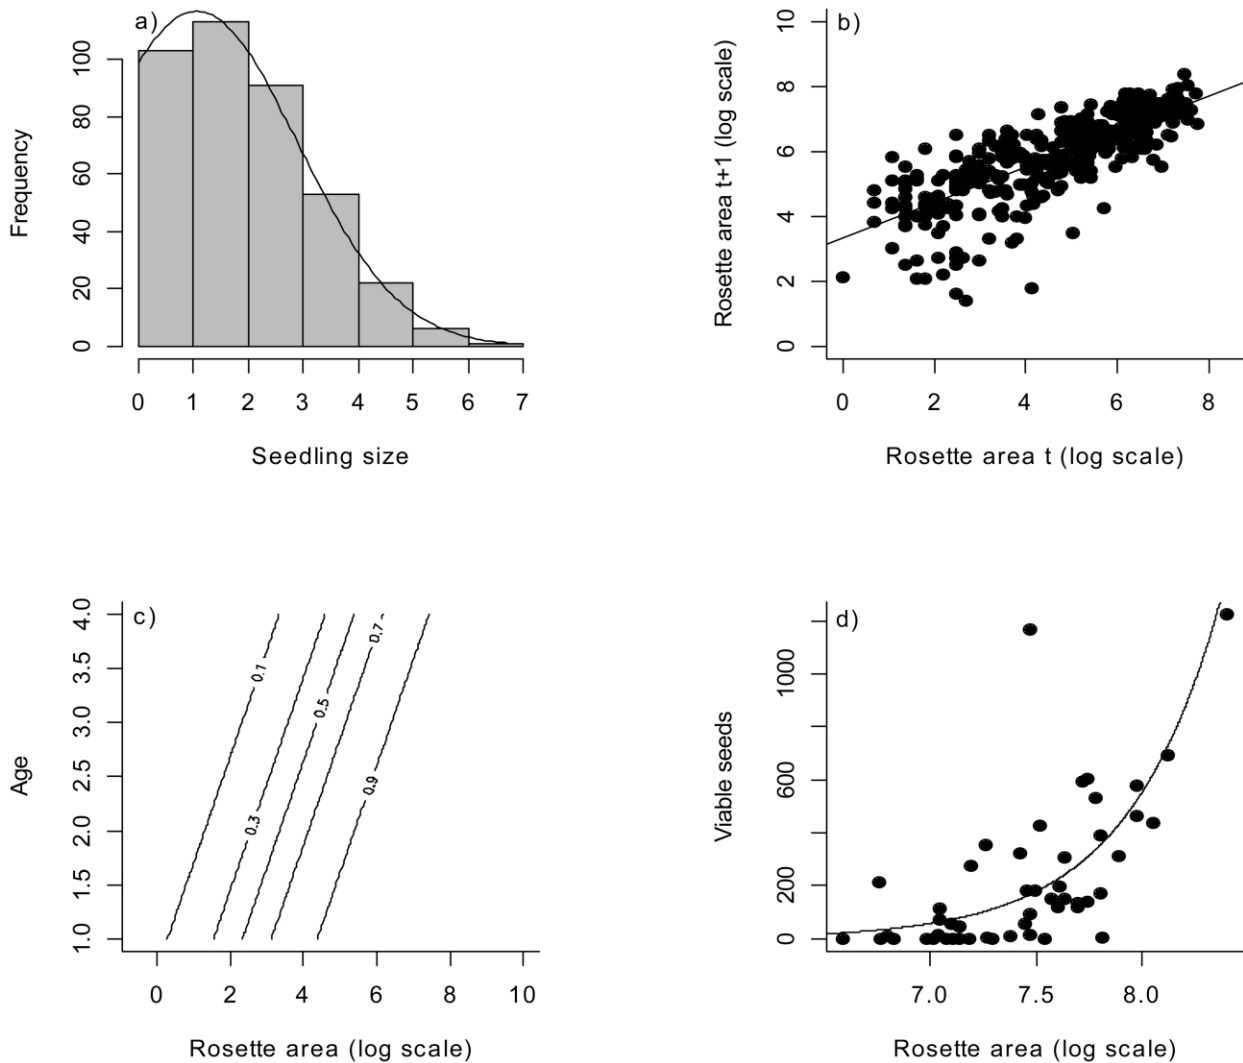 a)
Frequency
0 20 40 60 80 100
0 1 2 3 4 5 6 7
Seedling size
b)
Rosette area t+1 (log scale)
0 2 4 6 8 10
0 2 4 6 8
Rosette area t (log scale)
c)
Age
1.0 1.5 2.0 2.5 3.0 3.5 4.0
0.1
0.3
0.5
0.7
0.9
0 2 4 6 8 10
Rosette area (log scale)
d)
Viable seeds
0 200 600 1000
7.0 7.5 8.0
Rosette area (log scale)